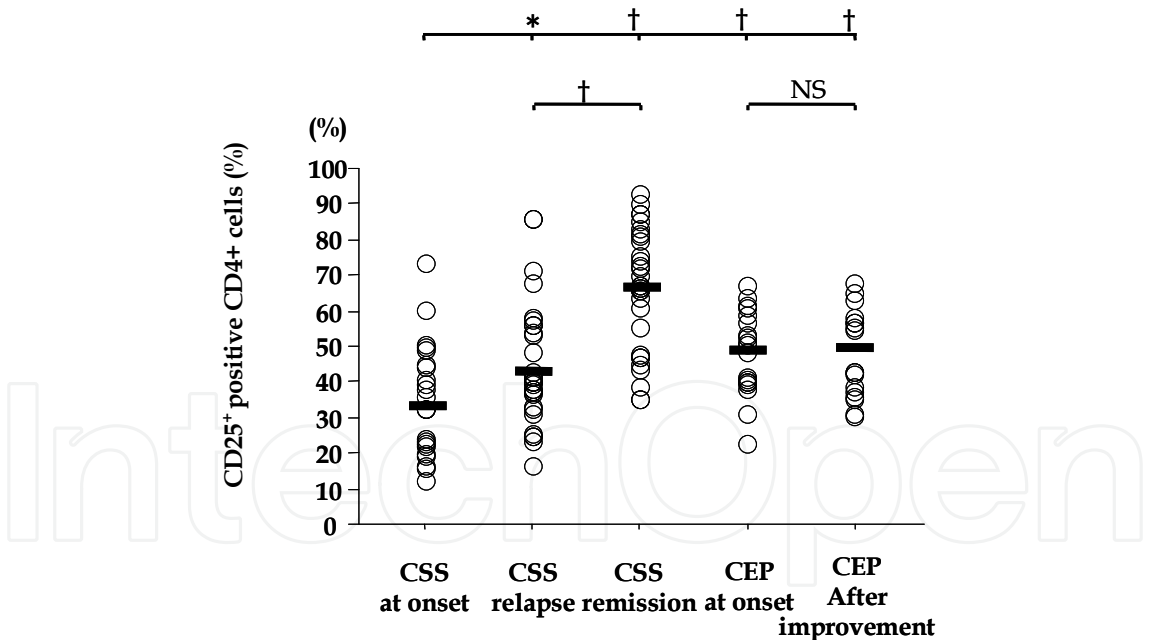 * † † †
† NS
(%)
CD25⁺ positive CD4+ cells (%)
100
90
80
70
60
50
40
30
20
10
0
CSS
at onset
CSS
relapse
CSS
remission
CEP
at onset
CEP
After
improvement
IntechOpen